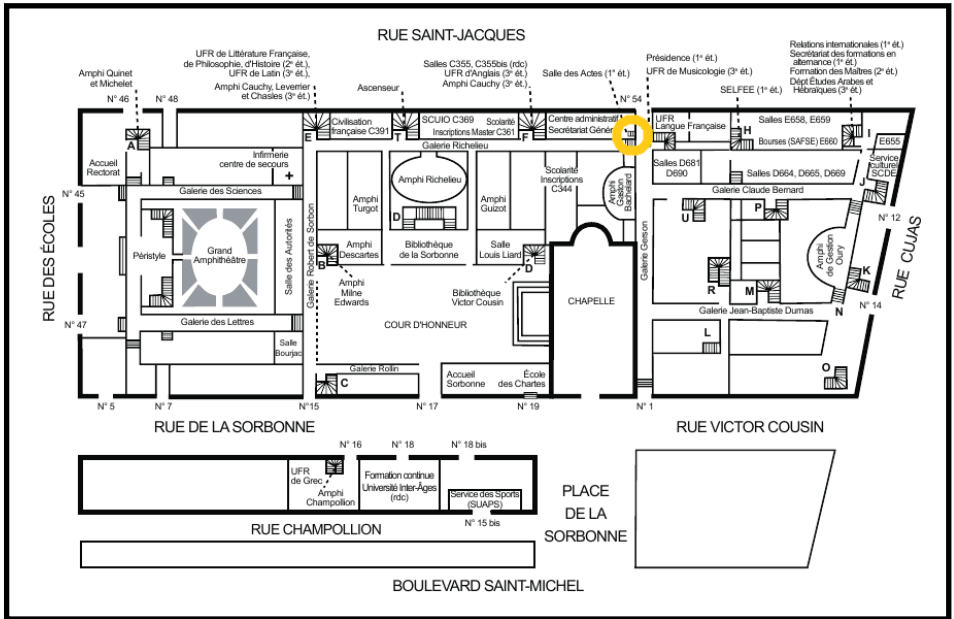 RUE SAINT-JACQUES
Amphi Quinet
et Michelet
N° 46
N° 48
UFR de Littérature Française,
de Philosophie, d'Histoire (2ᵉ ét.),
UFR de Latin (3ᵉ ét.),
Amphi Cauchy, Leverrier
et Chasles (3ᵉ ét.)
Ascenseur
Salles C355, C355bis (rdc)
UFR d'Anglais (3ᵉ ét.)
Amphi Cauchy (3ᵉ ét.)
Salle des Actes (1ᵉ ét.)
N° 54
Présidence (1ᵉ ét.)
UFR de Musicologie (3ᵉ ét.)
SELFEE (1ᵉ ét.)
Relations internationales (1ᵉ ét.)
Secrétariat des formations en
alternance (1ᵉ ét.)
Formation des Maîtres (2ᵉ ét.)
Dépt Études Arabes et
Hébraïques (3ᵉ ét.)
A
Accueil
Rectorat
Infirmerie
centre de secours
+
E
Civilisation
française C391
T
SCUIO C369
Scolarité
Inscriptions Master C361
F
Centre administratif
Secrétariat Général
Galerie Richelieu
UFR
Langue Française
H
Salles E658, E659
Bourses (SAFSE) E660
I
E655
Service
culturel
SCDE
J
Salles D681
D690
Salles D664, D665, D669
Galerie Claude Bernard
N° 45
Galerie des Sciences
Péristyle
Grand
Amphithéâtre
Salle des Autorités
Galerie Robert de Sorbon
Amphi
Turgot
Amphi Richelieu
D
Amphi
Guizot
Scolarité
Inscriptions
C344
Amphi
Gaston
Bachelard
Galerie Gerson
U
P
N° 12
RUE DES ÉCOLES
RUE CUJAS
Amphi
Descartes
B
Bibliothèque
de la Sorbonne
Salle
Louis Liard
D
Amphi
Milne
Edwards
Bibliothèque
Victor Cousin
CHAPELLE
R
M
Amphi
de Gestion
Oury
K
N° 14
N
N° 47
Galerie des Lettres
COUR D'HONNEUR
Galerie Jean-Baptiste Dumas
Salle
Bourjac
L
Galerie Rollin
C
Accueil
Sorbonne
École
des Chartes
O
N° 5
N° 7
N°15
N° 17
N° 19
N° 1
RUE DE LA SORBONNE
RUE VICTOR COUSIN
N° 16
N° 18
N° 18 bis
UFR
de Grec
Amphi
Champollion
Formation continue
Université Inter-Âges
(rdc)
Service des Sports
(SUAPS)
N° 15 bis
PLACE
DE LA
SORBONNE
RUE CHAMPOLLION
BOULEVARD SAINT-MICHEL